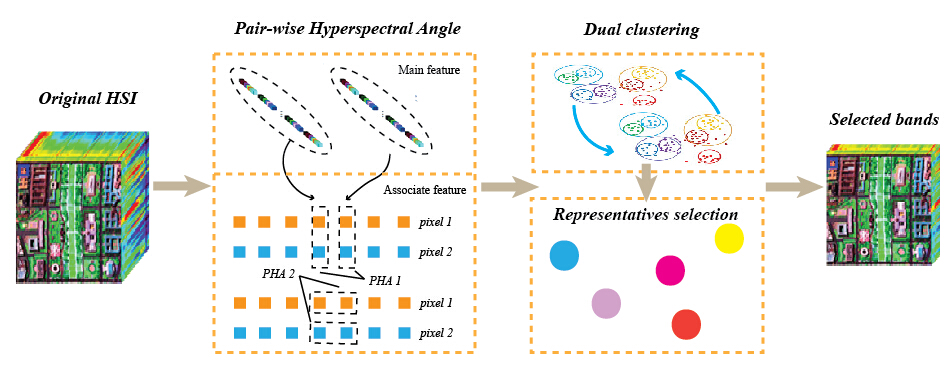 Original HSI
Pair-wise Hyperspectral Angle
Main feature
Associate feature
pixel 1
pixel 2
PHA 2
PHA 1
pixel 1
pixel 2
Dual clustering
Representatives selection
Selected bands